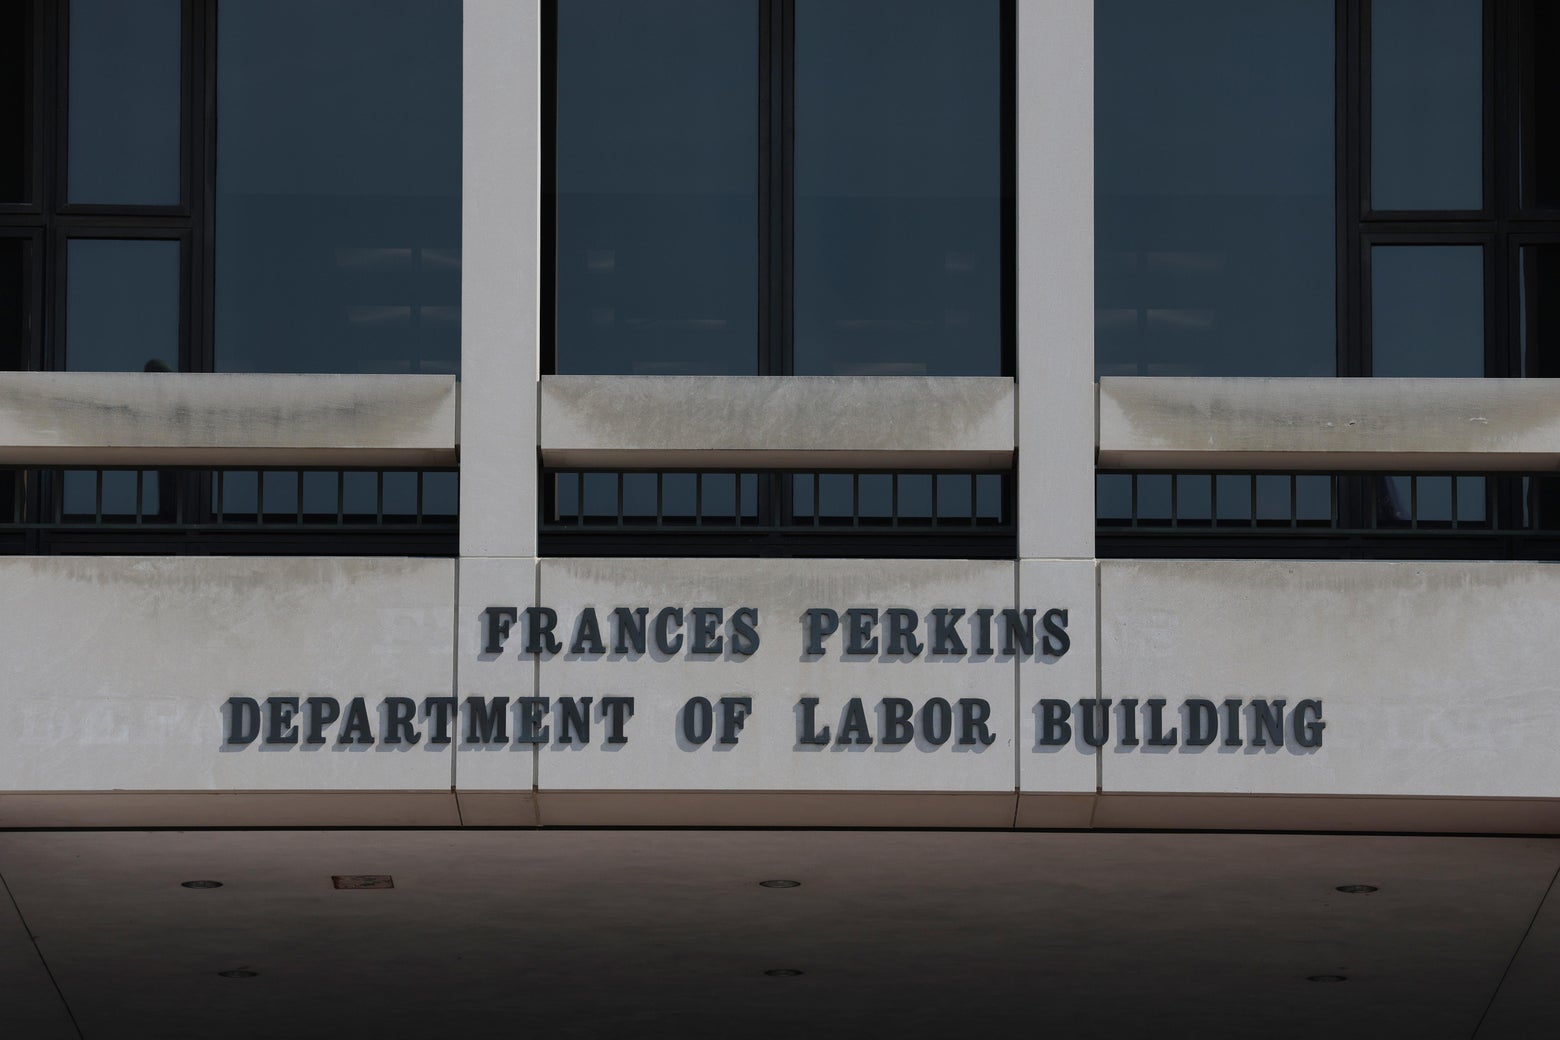 FRANCES PERKINS
DEPARTMENT OF LABOR BUILDING